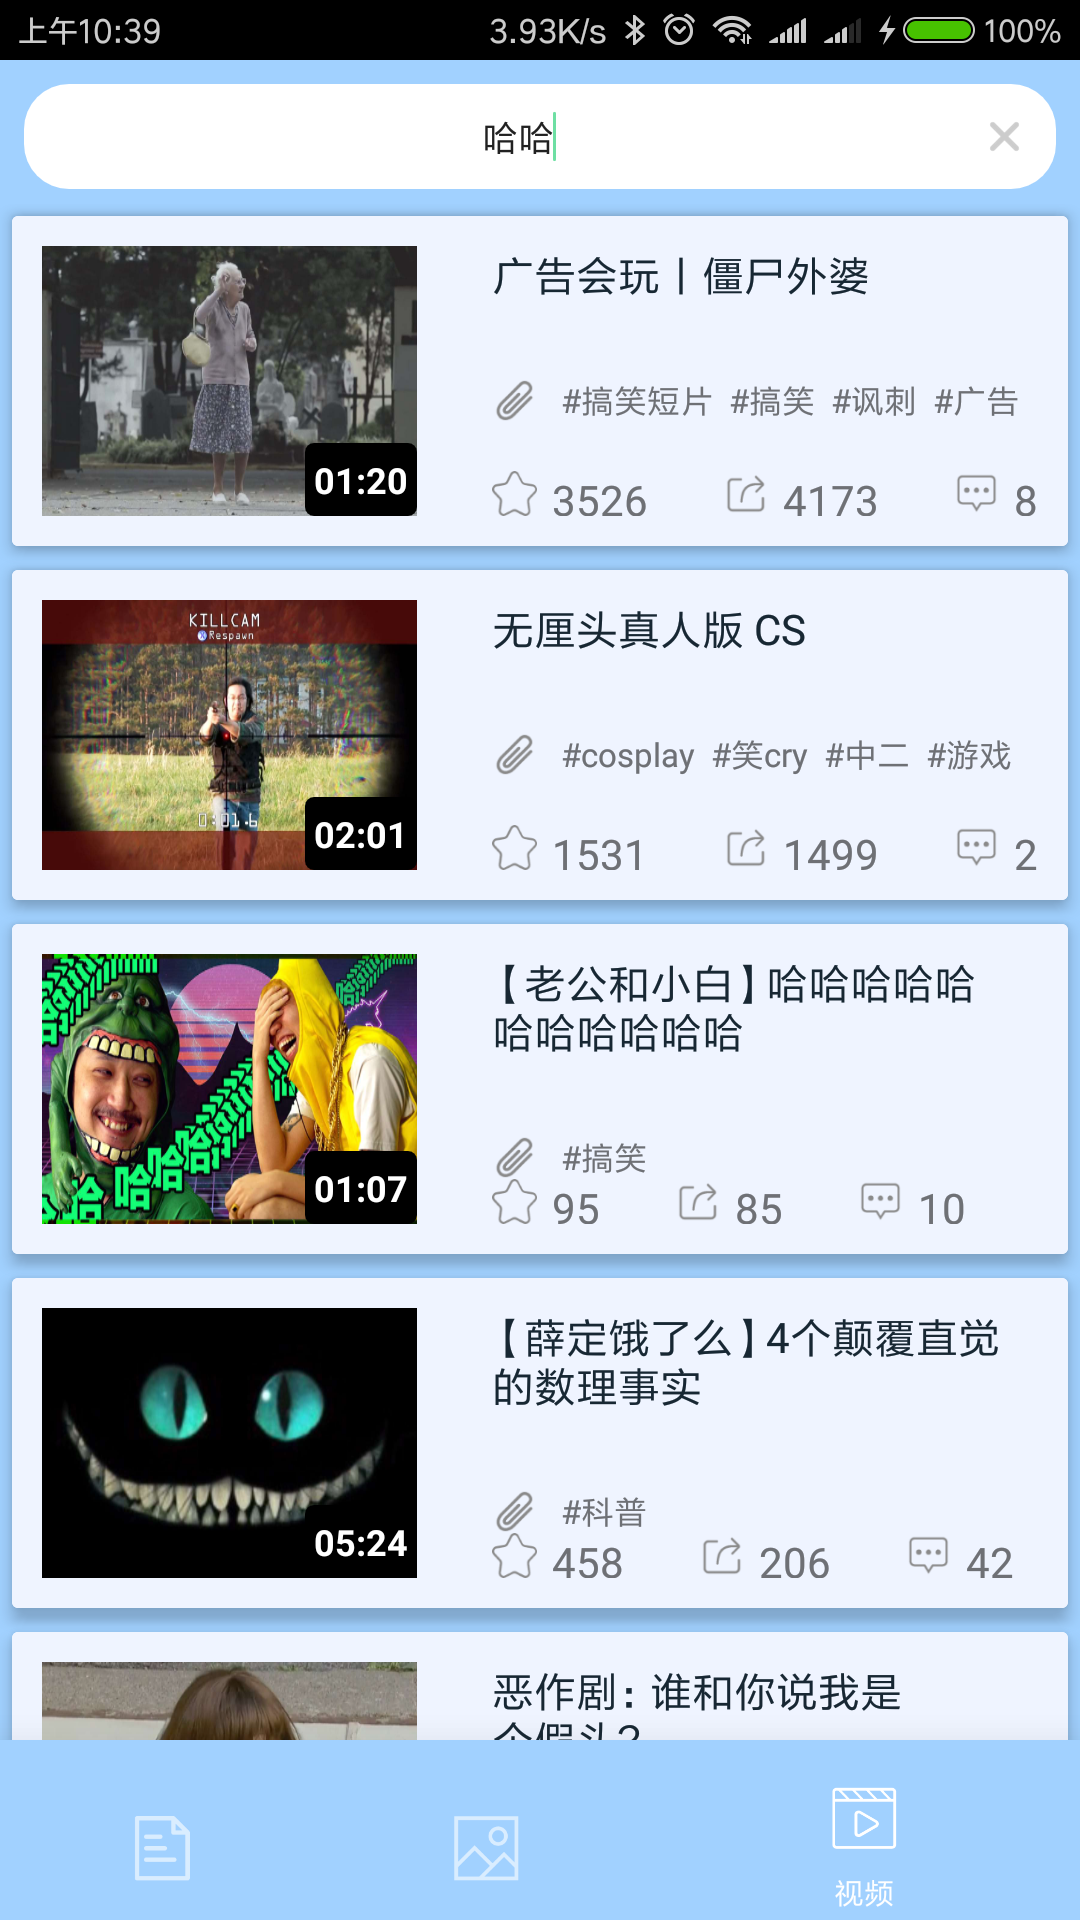 上午10:39
3.93K/s
100%
哈哈
广告会玩丨僵尸外婆
#搞笑短片 #搞笑 #讽刺 #广告
01:20
3526
4173
8
KILLCAM
Respawn
0:01.6
无厘头真人版 CS
#cosplay #笑cry #中二 #游戏
02:01
1531
1499
2
【老公和小白】哈哈哈哈哈
哈哈哈哈哈哈
#搞笑
01:07
95
85
10
【薛定饿了么】4个颠覆直觉
的数理事实
#科普
05:24
458
206
42
恶作剧：谁和你说我是
个假头？
视频